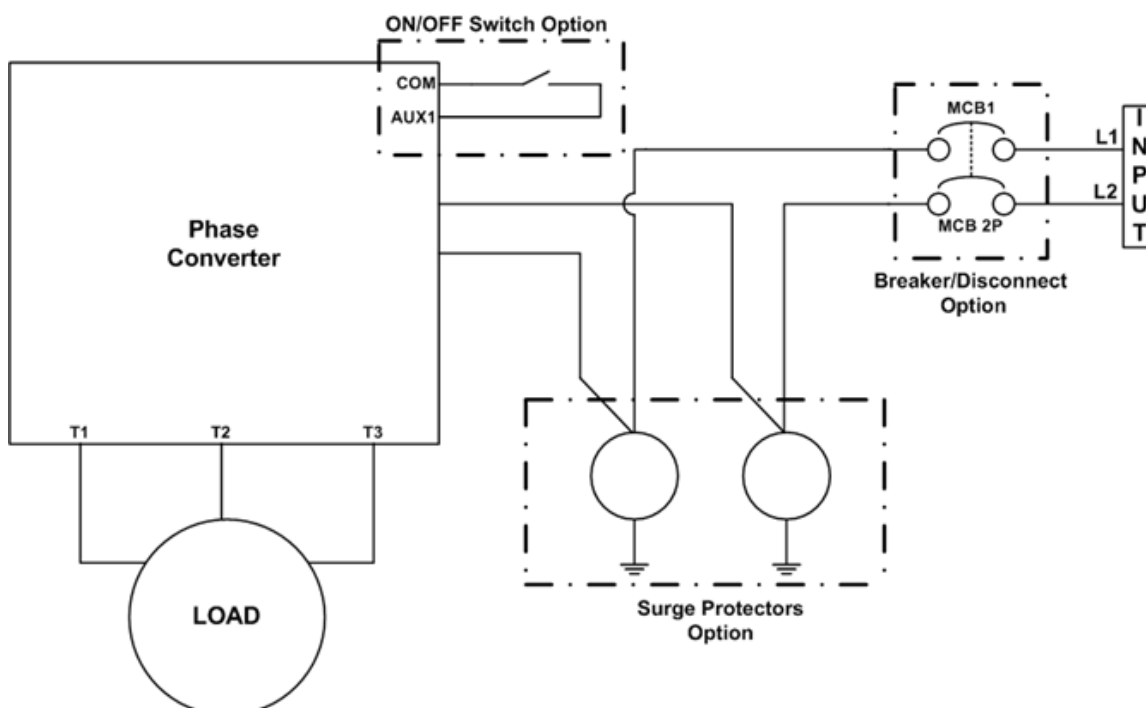 ON/OFF Switch Option
COM
AUX1
MCB1
L1
L2
MCB 2P
I
N
P
U
T
Breaker/Disconnect
Option
Phase
Converter
T1
T2
T3
LOAD
Surge Protectors
Option